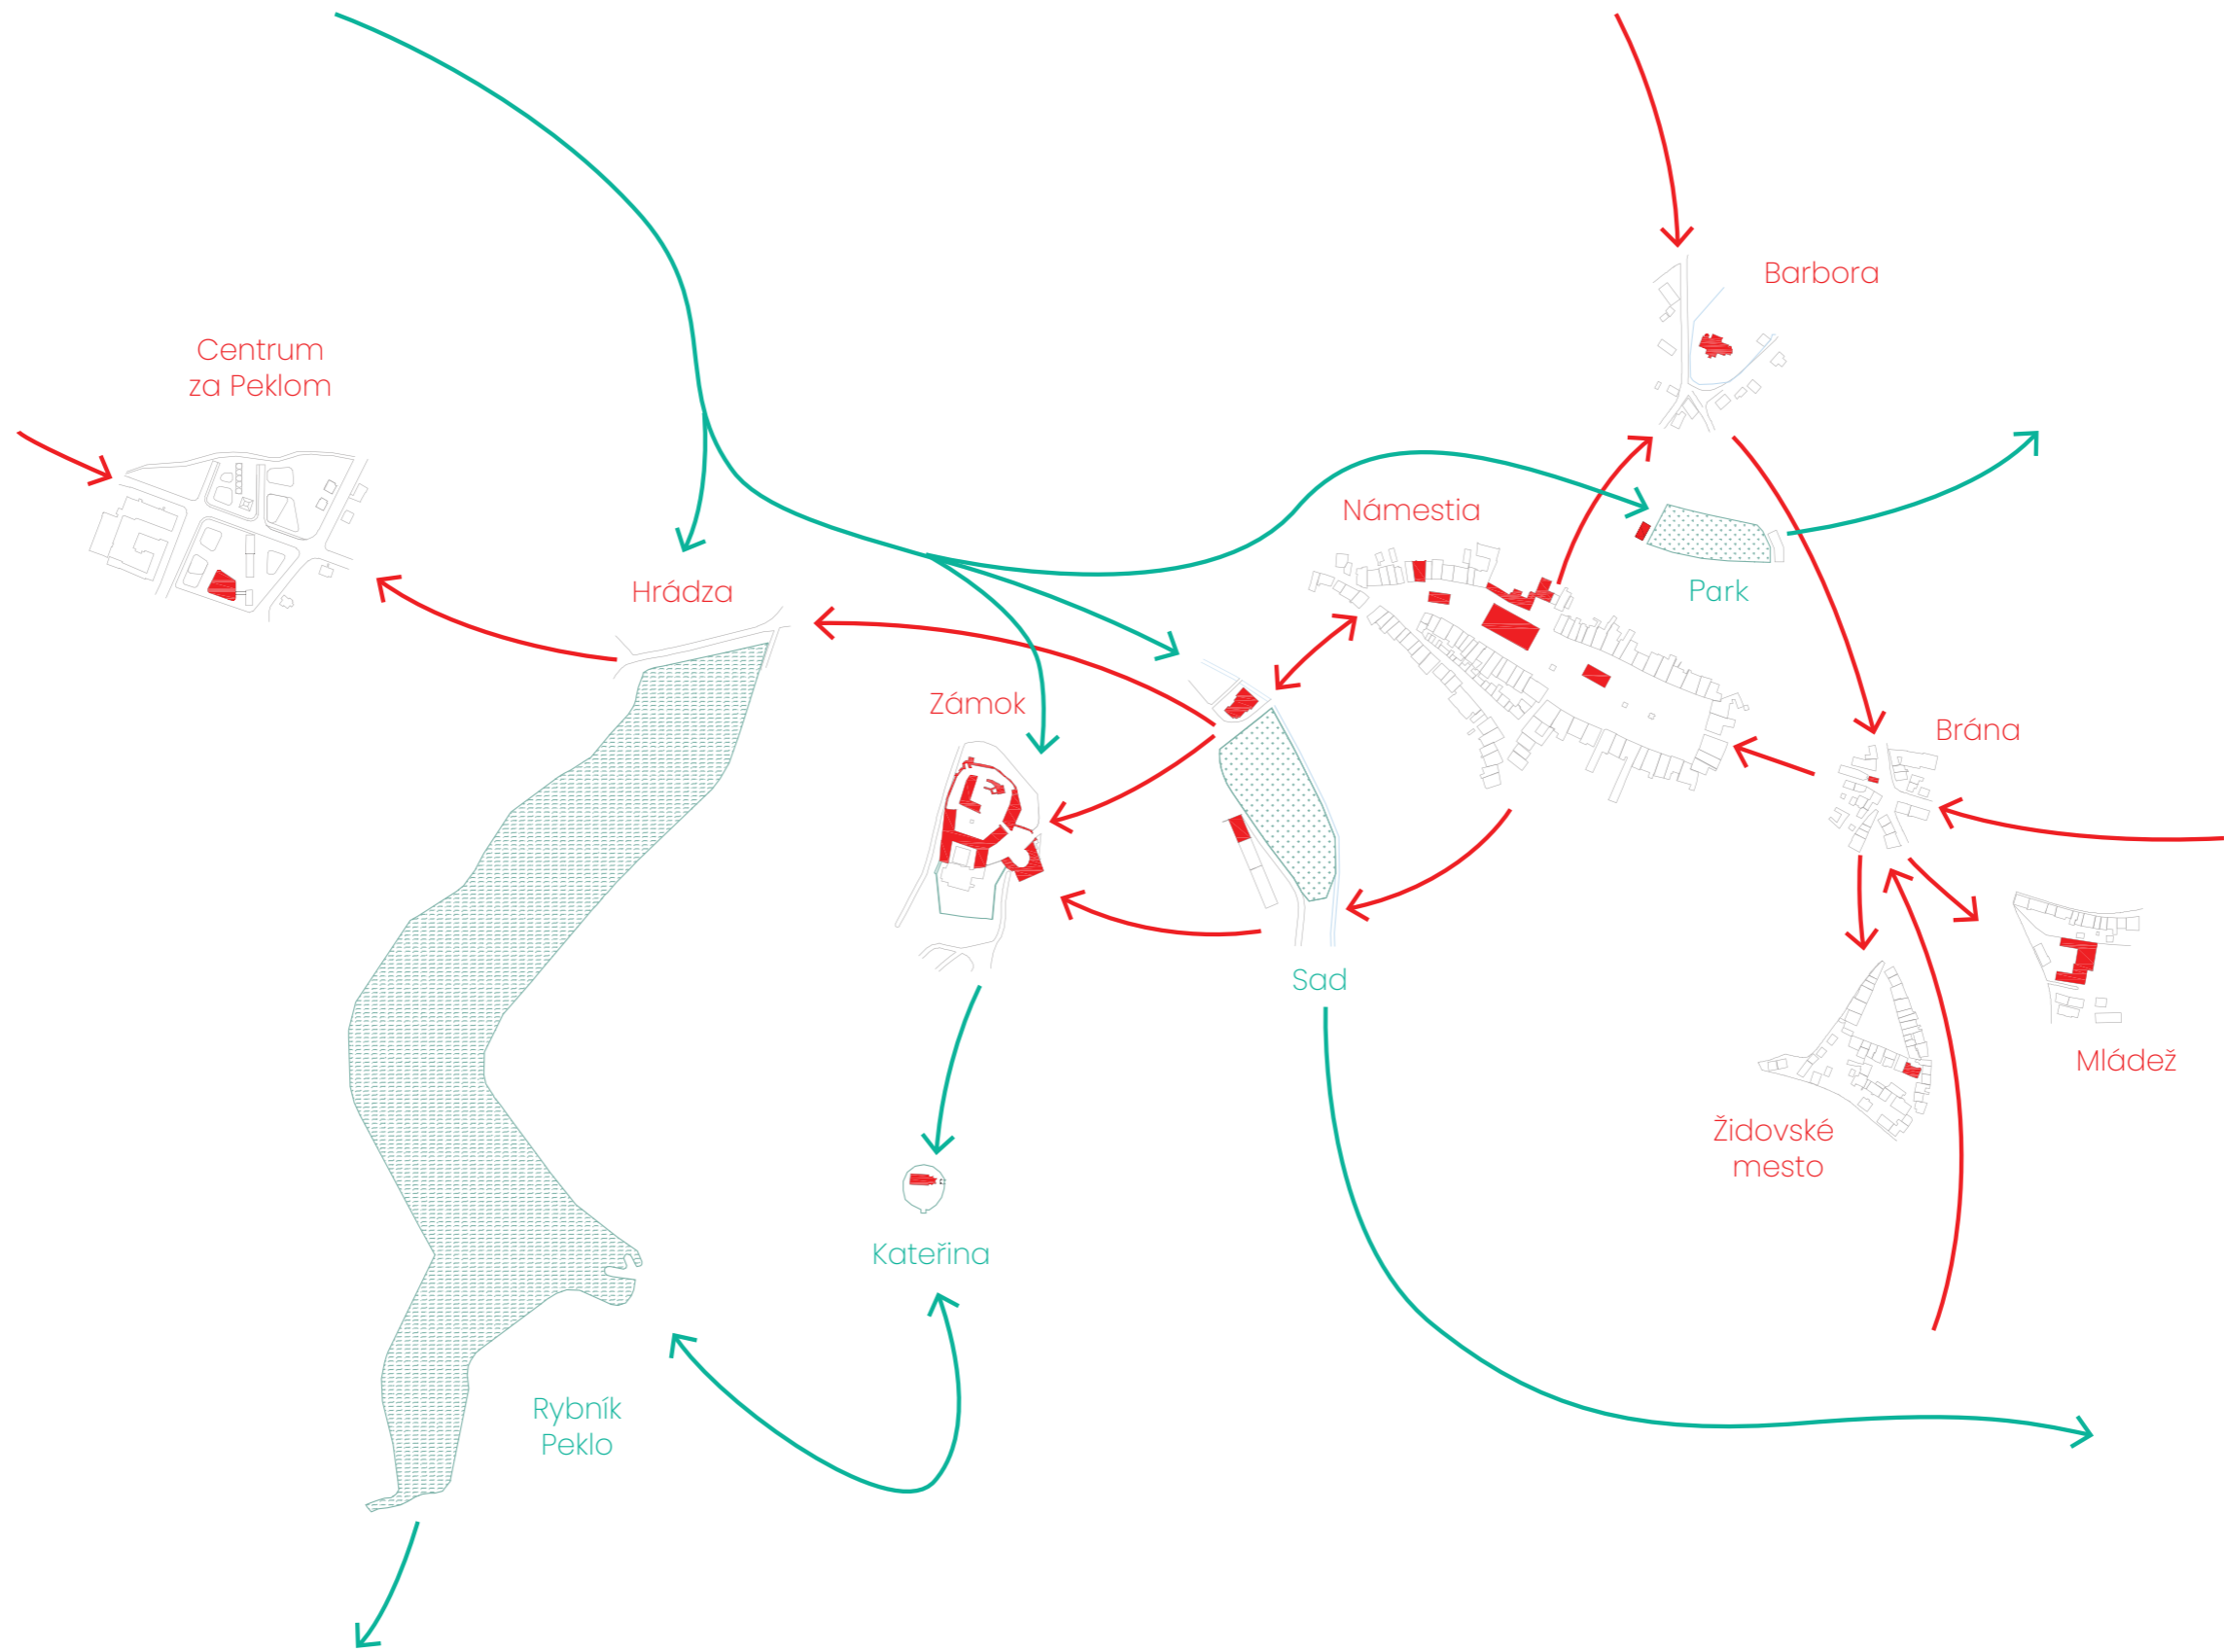 Barbora
Centrum
za Peklom
Námestia
Hrádza
Park
Zámok
Brána
Sad
Mládež
Židovské
mesto
Kateřina
Rybník
Peklo